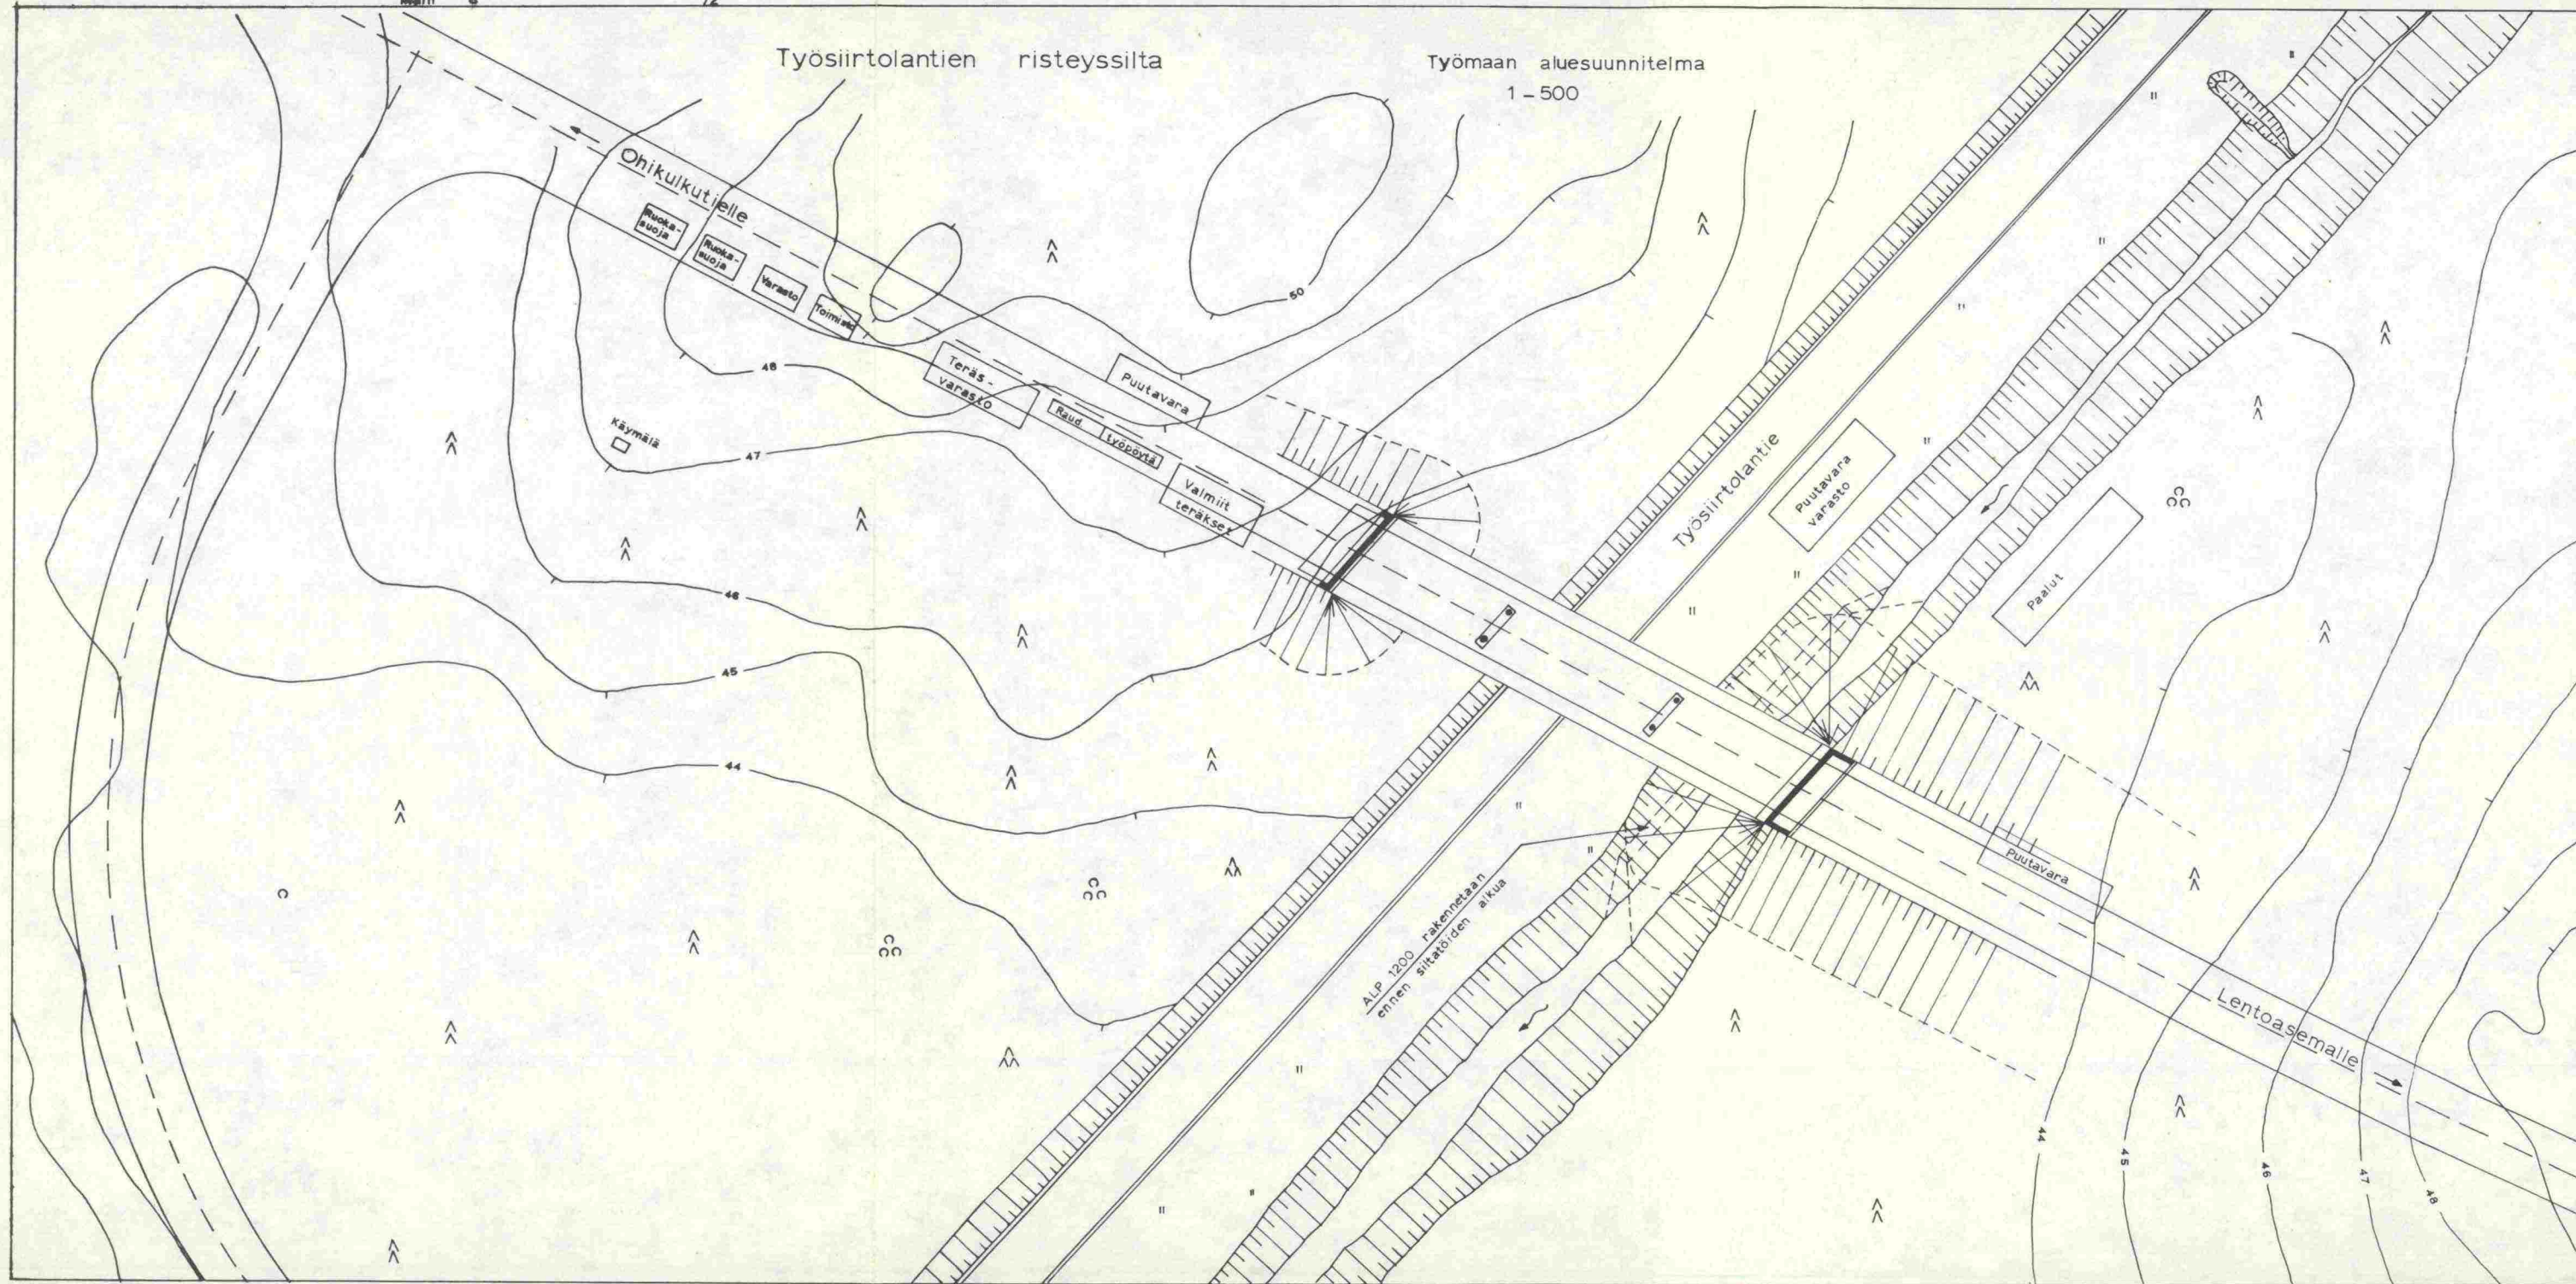 Työsiirtolantien risteyssilta
Työmaan aluesuunnitelma
1 – 500
Ohikulkutielle
Ruoka-
suoja
Ruoka-
suoja
Varasto
Toimisto
Teräs-
varasto
Puutavara
Raud työpöytä
Valmiit
teräkset
Käymälä
50
48
47
46
45
44
Työsiirtolantie
Puutavara
varasto
Paalut
Puutavara
ALP 1200 rakennetaan
ennen siltatöiden alkua
Lentoasemalle
44
45
46
47
48